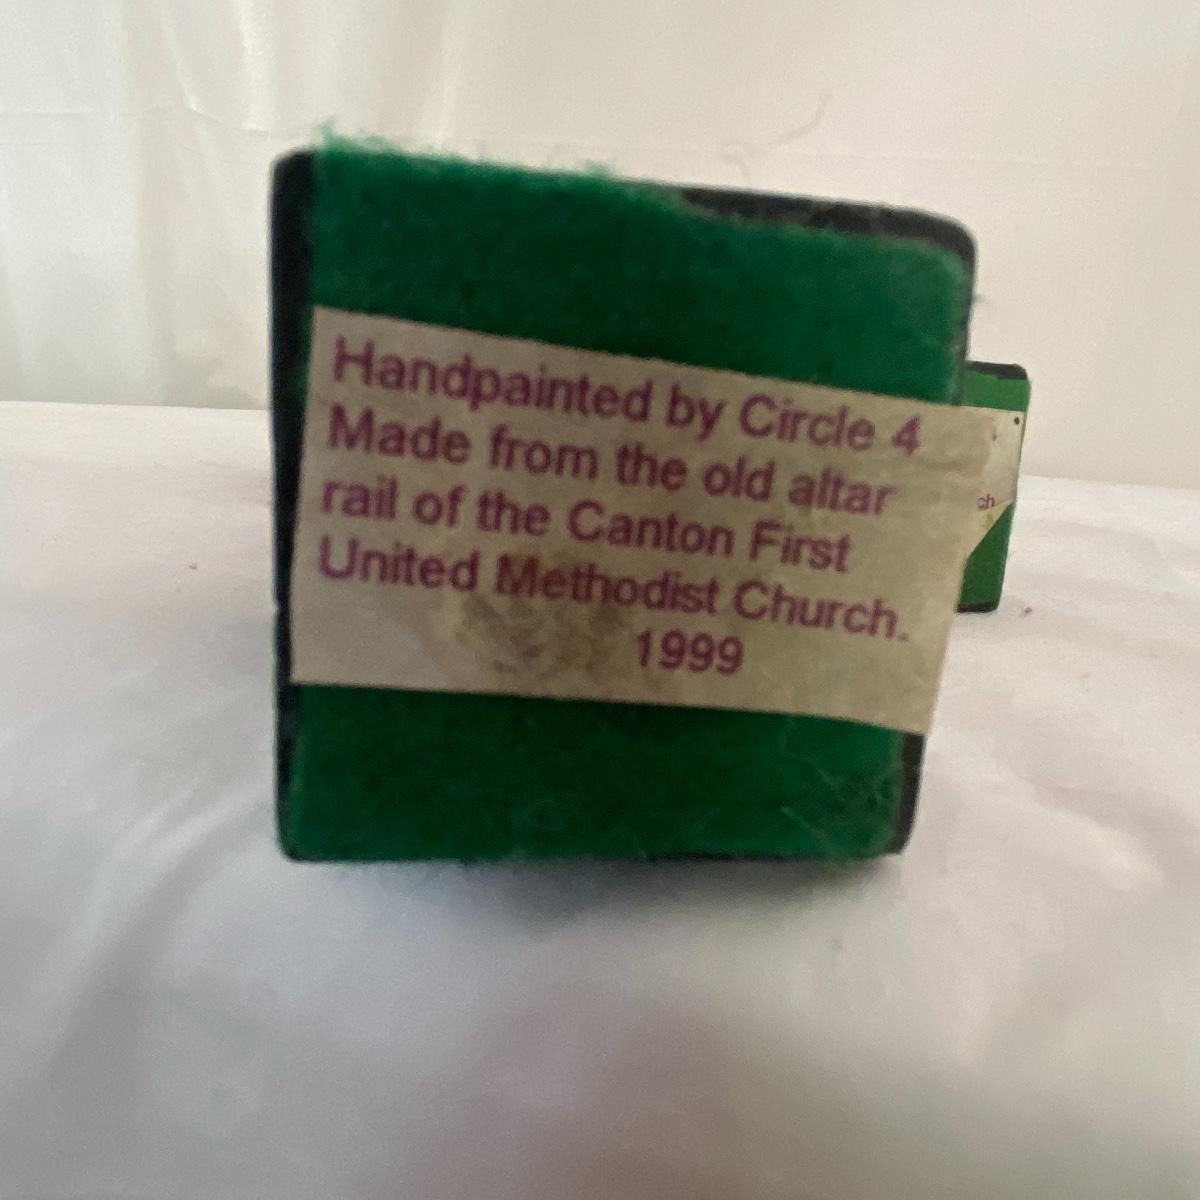 Handpainted by Circle 4
Made from the old altar
rail of the Canton First
United Methodist Church.
1999